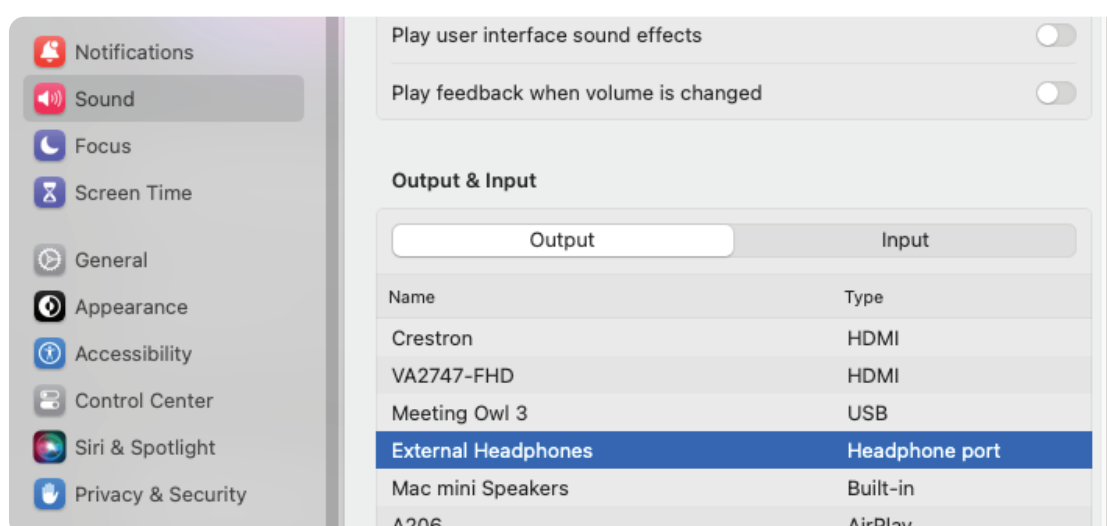 Notifications
Sound
Focus
Screen Time
General
Appearance
Accessibility
Control Center
Siri & Spotlight
Privacy & Security
Play user interface sound effects
Play feedback when volume is changed
Output & Input
Output Input
Name Type
Crestron HDMI
VA2747-FHD HDMI
Meeting Owl 3 USB
External Headphones Headphone port
Mac mini Speakers Built-in
A206 AirPlay